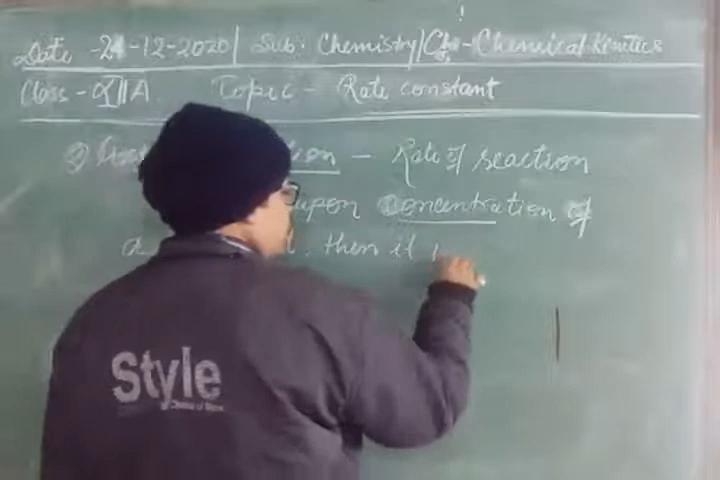 Date -24-12-2020 | Sub: Chemistry/Ch-Chemical Kinetics
Class - XII A Topic - Rate constant
tion - Rate of reaction
upon concentration of
a then it
Style